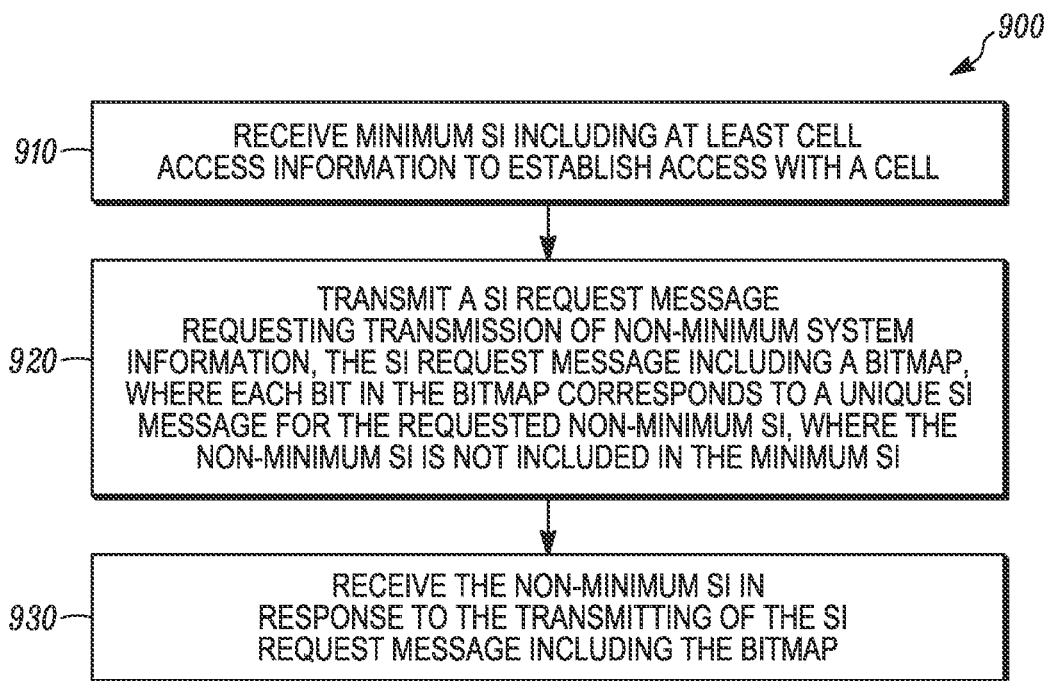 900
910
RECEIVE MINIMUM SI INCLUDING AT LEAST CELL
ACCESS INFORMATION TO ESTABLISH ACCESS WITH A CELL
920
TRANSMIT A SI REQUEST MESSAGE
REQUESTING TRANSMISSION OF NON-MINIMUM SYSTEM
INFORMATION, THE SI REQUEST MESSAGE INCLUDING A BITMAP,
WHERE EACH BIT IN THE BITMAP CORRESPONDS TO A UNIQUE SI
MESSAGE FOR THE REQUESTED NON-MINIMUM SI, WHERE THE
NON-MINIMUM SI IS NOT INCLUDED IN THE MINIMUM SI
930
RECEIVE THE NON-MINIMUM SI IN
RESPONSE TO THE TRANSMITTING OF THE SI
REQUEST MESSAGE INCLUDING THE BITMAP